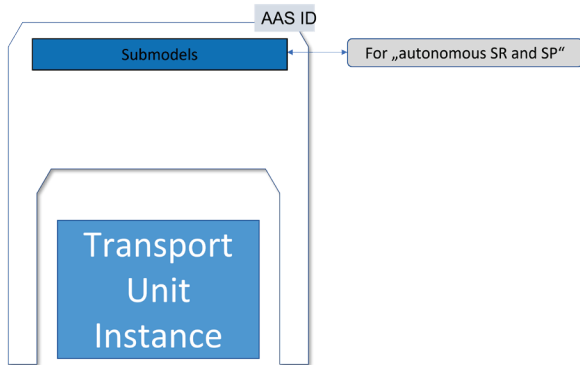 AAS ID
Submodels
For „autonomous SR and SP“
Transport
Unit
Instance